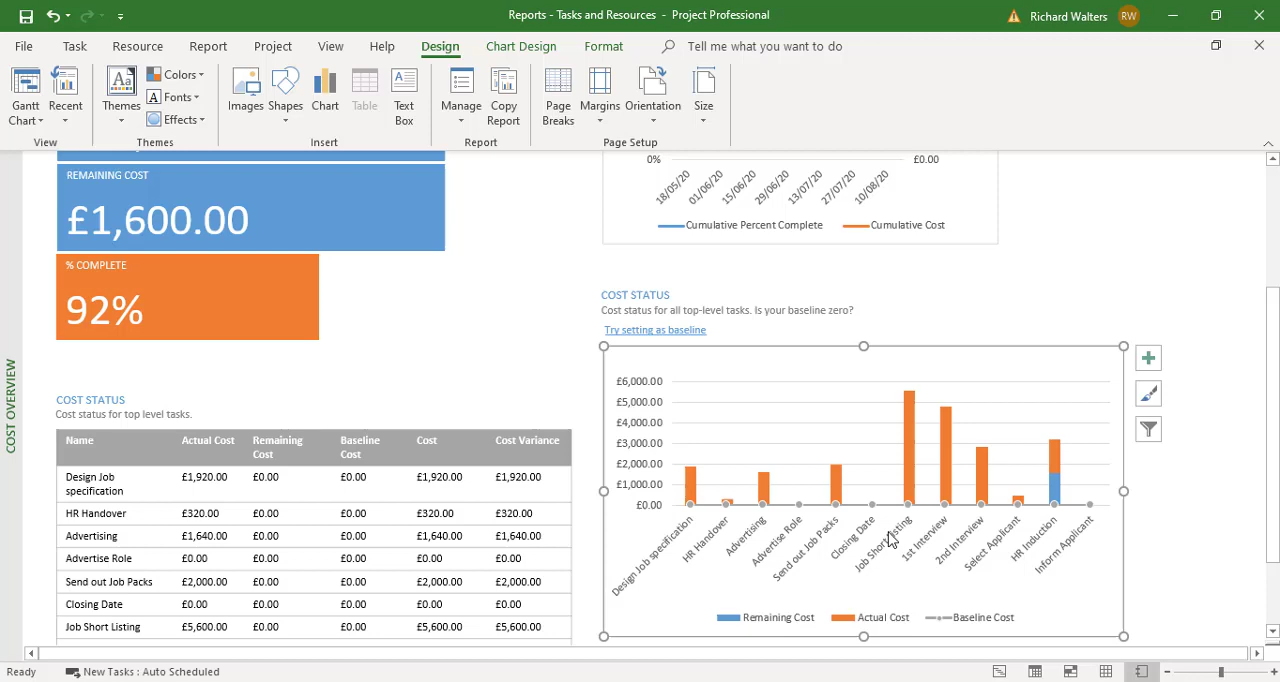 Reports - Tasks and Resources - Project Professional
Richard Walters RW
File Task Resource Report Project View Help Design Chart Design Format Tell me what you want to do
Gantt Chart
Recent
Themes
Colors
Fonts
Effects
Images
Shapes
Chart
Table
Text Box
Manage
Copy Report
Page Breaks
Margins
Orientation
Size
View Themes Insert Report Page Setup
COST OVERVIEW
REMAINING COST
£1,600.00
% COMPLETE
92%
0% £0.00
18/05/20 01/06/20 15/06/20 29/06/20 13/07/20 27/07/20 10/08/20
Cumulative Percent Complete Cumulative Cost
COST STATUS
Cost status for all top-level tasks. Is your baseline zero?
Try setting as baseline
£6,000.00
£5,000.00
£4,000.00
£3,000.00
£2,000.00
£1,000.00
£0.00
Design Job specification
HR Handover
Advertising
Advertise Role
Send out Job Packs
Closing Date
Job Short Listing
1st Interview
2nd Interview
Select Applicant
HR Induction
Inform Applicant
Remaining Cost Actual Cost Baseline Cost
COST STATUS
Cost status for top level tasks.
Name Actual Cost Remaining Cost Baseline Cost Cost Cost Variance
Design Job specification £1,920.00 £0.00 £0.00 £1,920.00 £1,920.00
HR Handover £320.00 £0.00 £0.00 £320.00 £320.00
Advertising £1,640.00 £0.00 £0.00 £1,640.00 £1,640.00
Advertise Role £0.00 £0.00 £0.00 £0.00 £0.00
Send out Job Packs £2,000.00 £0.00 £0.00 £2,000.00 £2,000.00
Closing Date £0.00 £0.00 £0.00 £0.00 £0.00
Job Short Listing £5,600.00 £0.00 £0.00 £5,600.00 £5,600.00
Ready New Tasks : Auto Scheduled